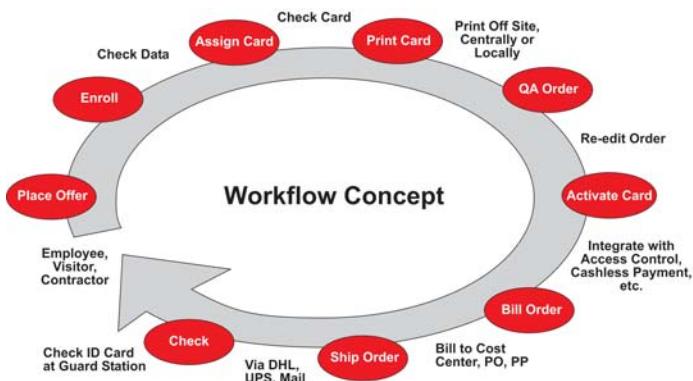 Check Card
Assign Card
Print Card
Print Off Site,
Centrally or
Locally
Check Data
Enroll
QA Order
Re-edit Order
Place Offer
Workflow Concept
Activate Card
Employee,
Visitor,
Contractor
Integrate with
Access Control,
Cashless Payment,
etc.
Bill Order
Check
Check ID Card
at Guard Station
Via DHL,
UPS, Mail
Ship Order
Bill to Cost
Center, PO, PP